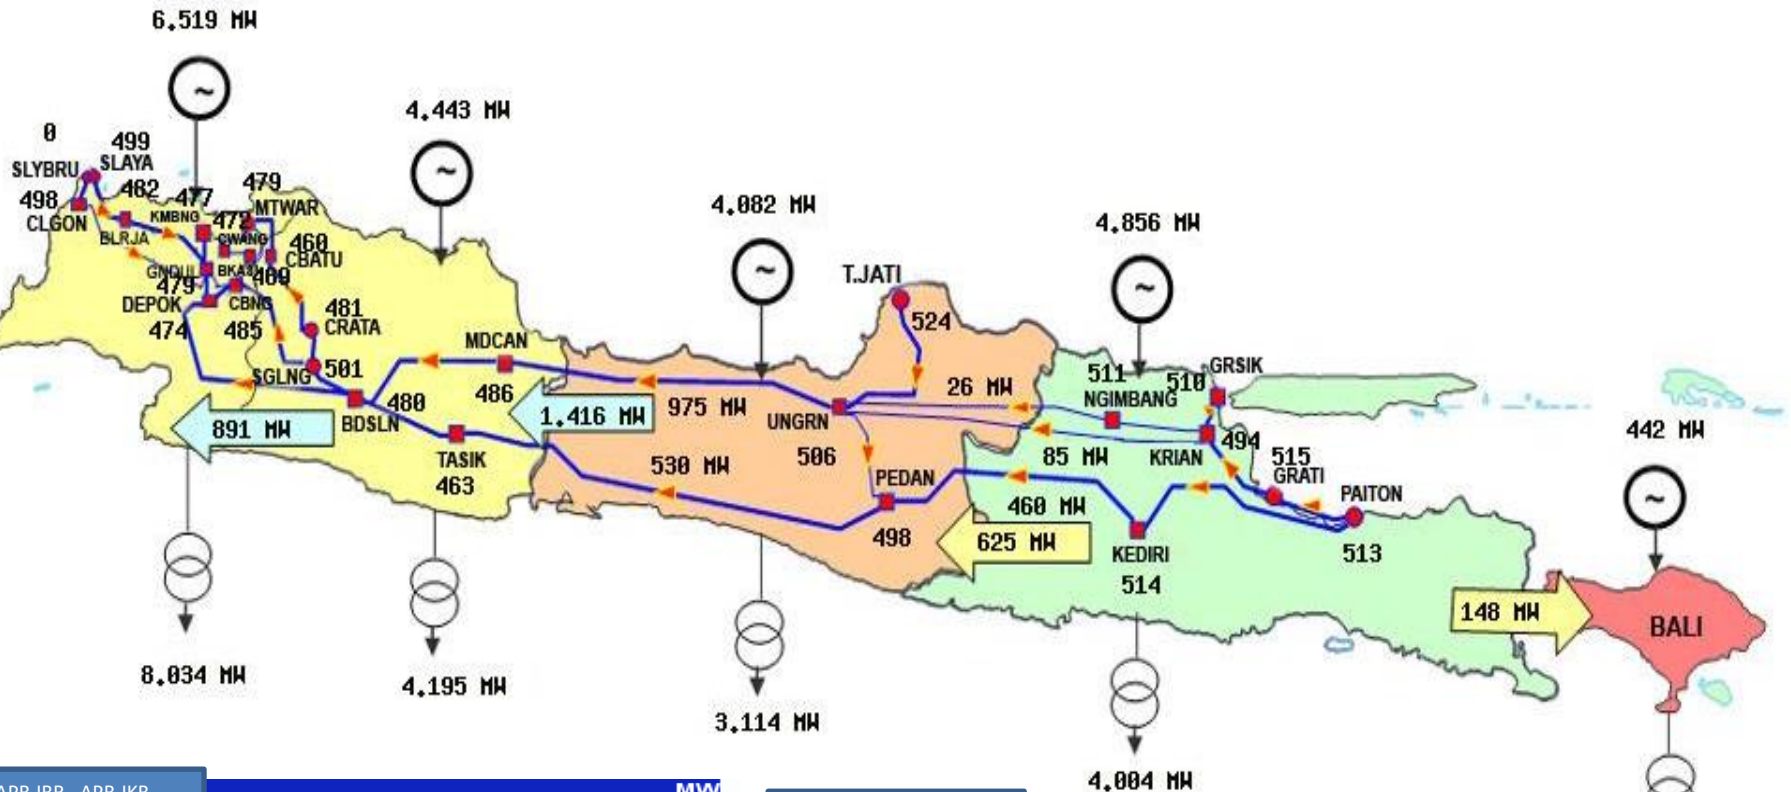 6.519 MW
4.443 MW
0
499
SLYBRU
SLAYA
482
477
479
498
CLGON
KMBNG
472
MTWAR
BLRJA
CWANG
460
CBATU
479
DEPOK
CBNG
474
485
481
CRATA
SGLNG
501
MDCAN
486
480
BDSLN
891 MW
1.416 MW
TASIK
463
4.082 MW
T.JATI
524
975 MW
UNGRN
506
530 MW
PEDAN
498
4.856 MW
26 MW
511
NGIMBANG
510
GRSIK
85 MW
KRIAN
494
515
GRATI
PAITON
513
460 MW
625 MW
KEDIRI
514
442 MW
148 MW
BALI
8.034 MW
4.195 MW
3.114 MW
4.004 MW
MW